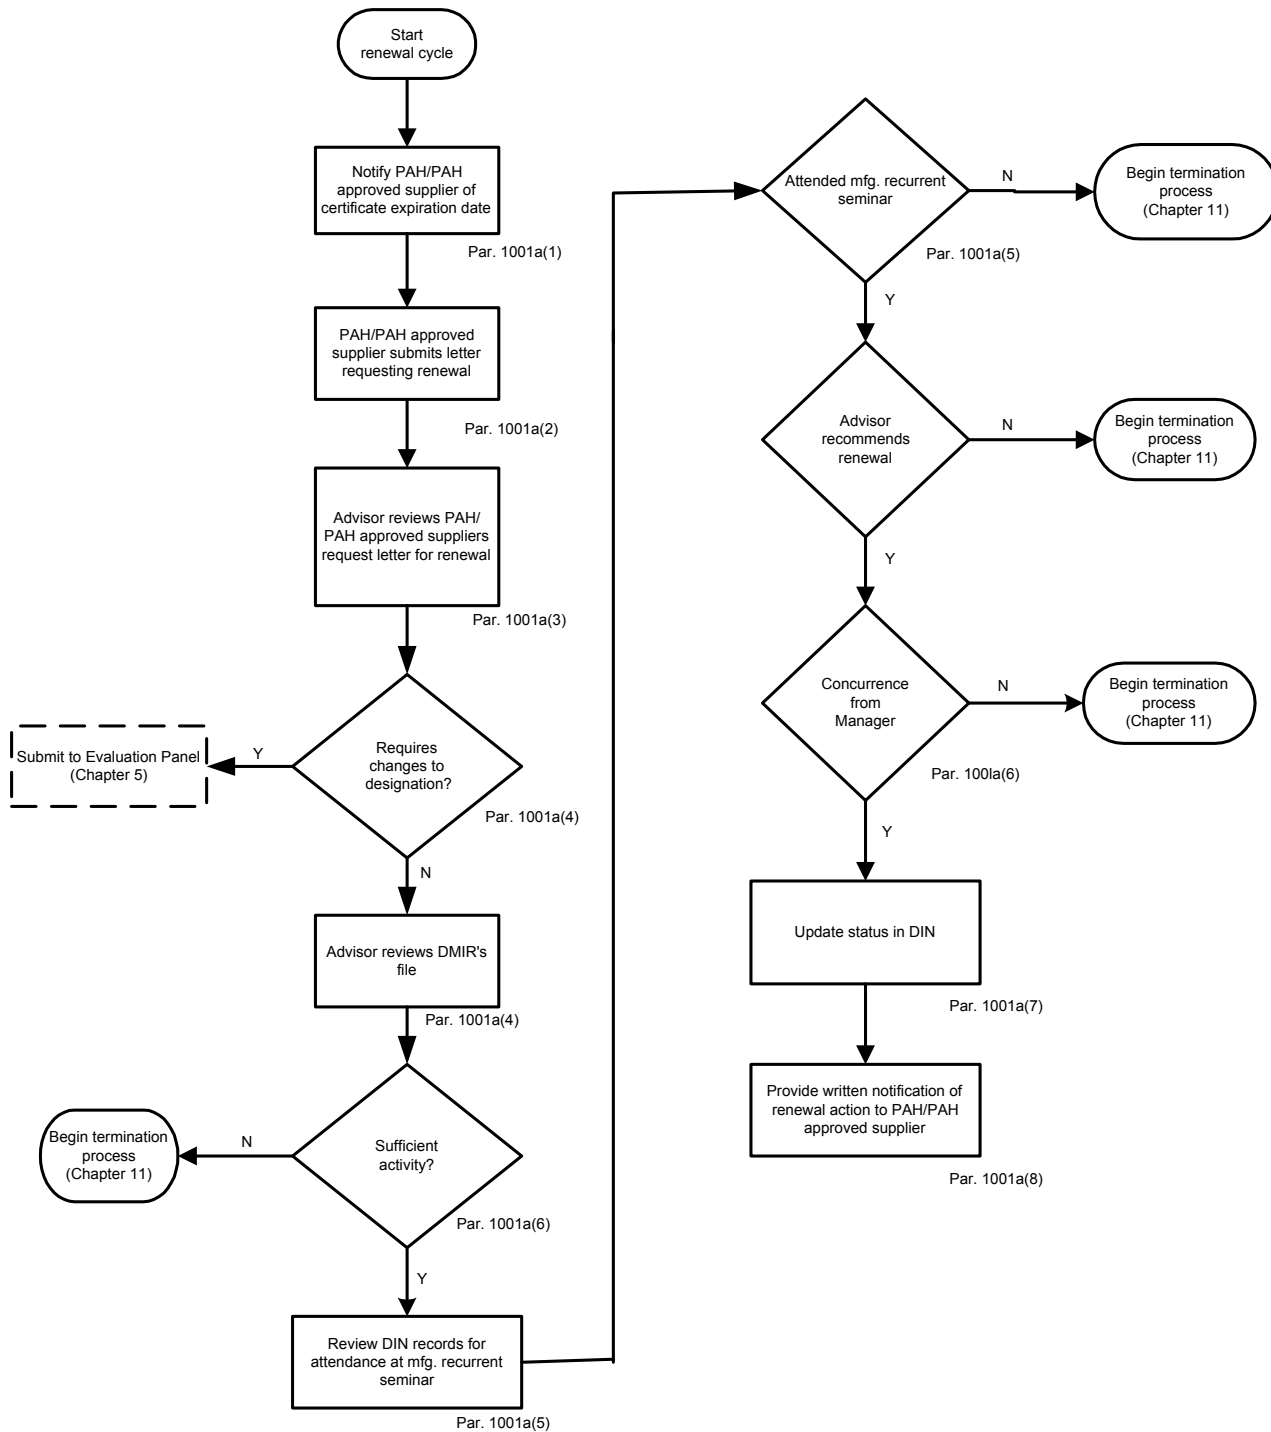 Start
renewal cycle
Notify PAH/PAH
approved supplier of
certificate expiration date
Par. 1001a(1)
PAH/PAH approved
supplier submits letter
requesting renewal
Par. 1001a(2)
Advisor reviews PAH/
PAH approved suppliers
request letter for renewal
Par. 1001a(3)
Requires
changes to
designation?
Par. 1001a(4)
Y
Submit to Evaluation Panel
(Chapter 5)
N
Advisor reviews DMIR's
file
Par. 1001a(4)
Sufficient
activity?
Par. 1001a(6)
N
Begin termination
process
(Chapter 11)
Y
Review DIN records for
attendance at mfg. recurrent
seminar
Par. 1001a(5)
Attended mfg. recurrent
seminar
Par. 1001a(5)
N
Begin termination
process
(Chapter 11)
Y
Advisor
recommends
renewal
N
Begin termination
process
(Chapter 11)
Y
Concurrence
from
Manager
Par. 100la(6)
N
Begin termination
process
(Chapter 11)
Y
Update status in DIN
Par. 1001a(7)
Provide written notification of
renewal action to PAH/PAH
approved supplier
Par. 1001a(8)